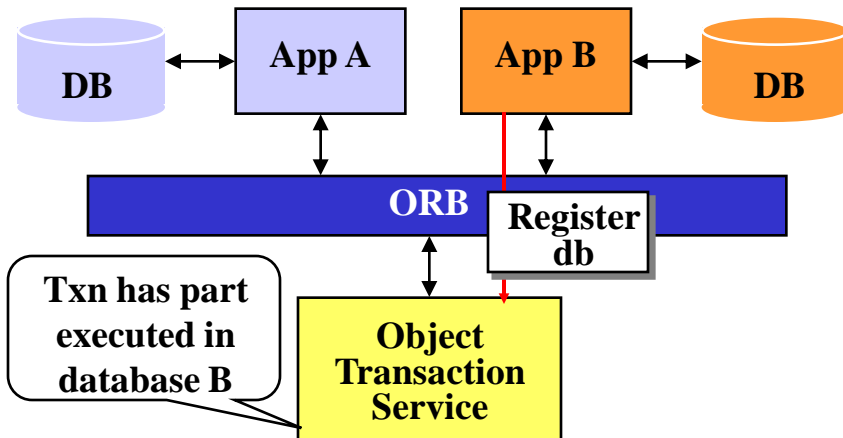 DB
App A
App B
DB
ORB
Register
db
Txn has part
executed in
database B
Object
Transaction
Service